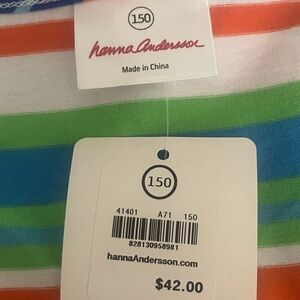 150
hanna Andersson
Made in China
150
41401 A71 150
828130958981
hannaAndersson.com
$42.00